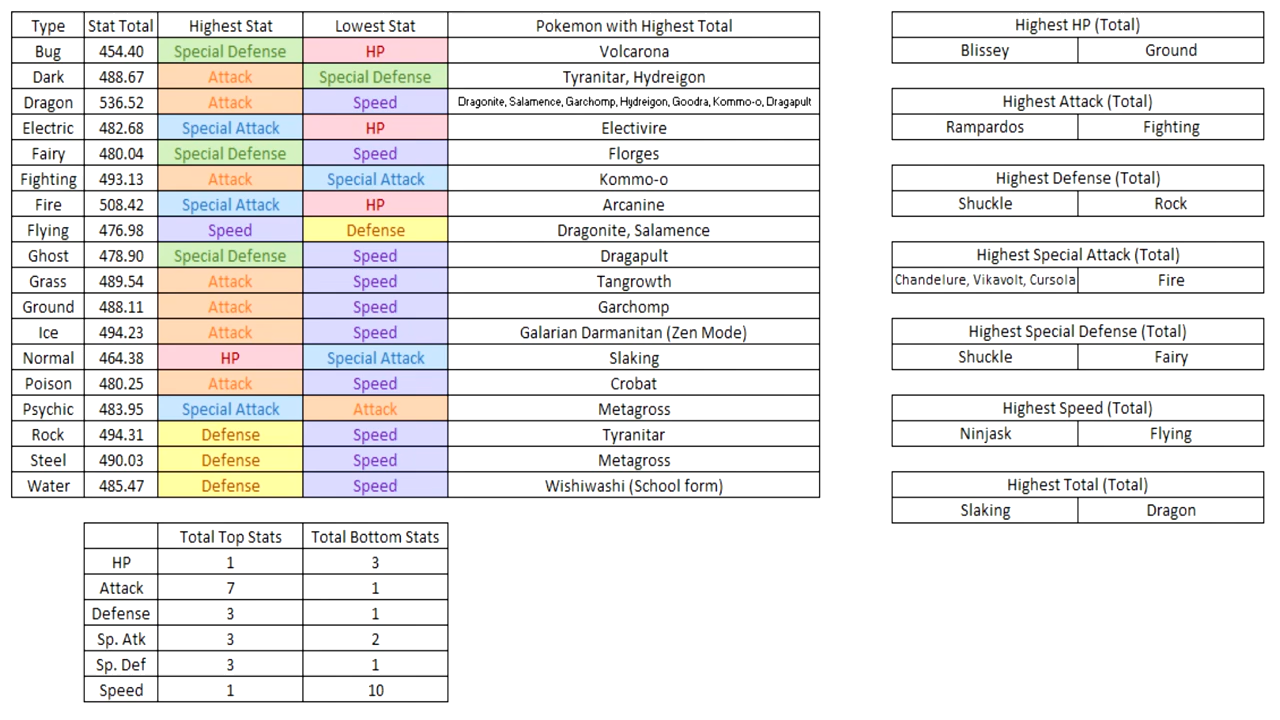 Type Stat Total Highest Stat Lowest Stat Pokemon with Highest Total
Bug 454.40 Special Defense HP Volcarona
Dark 488.67 Attack Special Defense Tyranitar, Hydreigon
Dragon 536.52 Attack Speed Dragonite, Salamence, Garchomp, Hydreigon, Goodra, Kommo-o, Dragapult
Electric 482.68 Special Attack HP Electivire
Fairy 480.04 Special Defense Speed Florges
Fighting 493.13 Attack Special Attack Kommo-o
Fire 508.42 Special Attack HP Arcanine
Flying 476.98 Speed Defense Dragonite, Salamence
Ghost 478.90 Special Defense Speed Dragapult
Grass 489.54 Attack Speed Tangrowth
Ground 488.11 Attack Speed Garchomp
Ice 494.23 Attack Speed Galarian Darmanitan (Zen Mode)
Normal 464.38 HP Special Attack Slaking
Poison 480.25 Attack Speed Crobat
Psychic 483.95 Special Attack Attack Metagross
Rock 494.31 Defense Speed Tyranitar
Steel 490.03 Defense Speed Metagross
Water 485.47 Defense Speed Wishiwashi (School form)
Total Top Stats Total Bottom Stats
HP 1 3
Attack 7 1
Defense 3 1
Sp. Atk 3 2
Sp. Def 3 1
Speed 1 10
Highest HP (Total)
Blissey Ground
Highest Attack (Total)
Rampardos Fighting
Highest Defense (Total)
Shuckle Rock
Highest Special Attack (Total)
Chandelure, Vikavolt, Cursola Fire
Highest Special Defense (Total)
Shuckle Fairy
Highest Speed (Total)
Ninjask Flying
Highest Total (Total)
Slaking Dragon